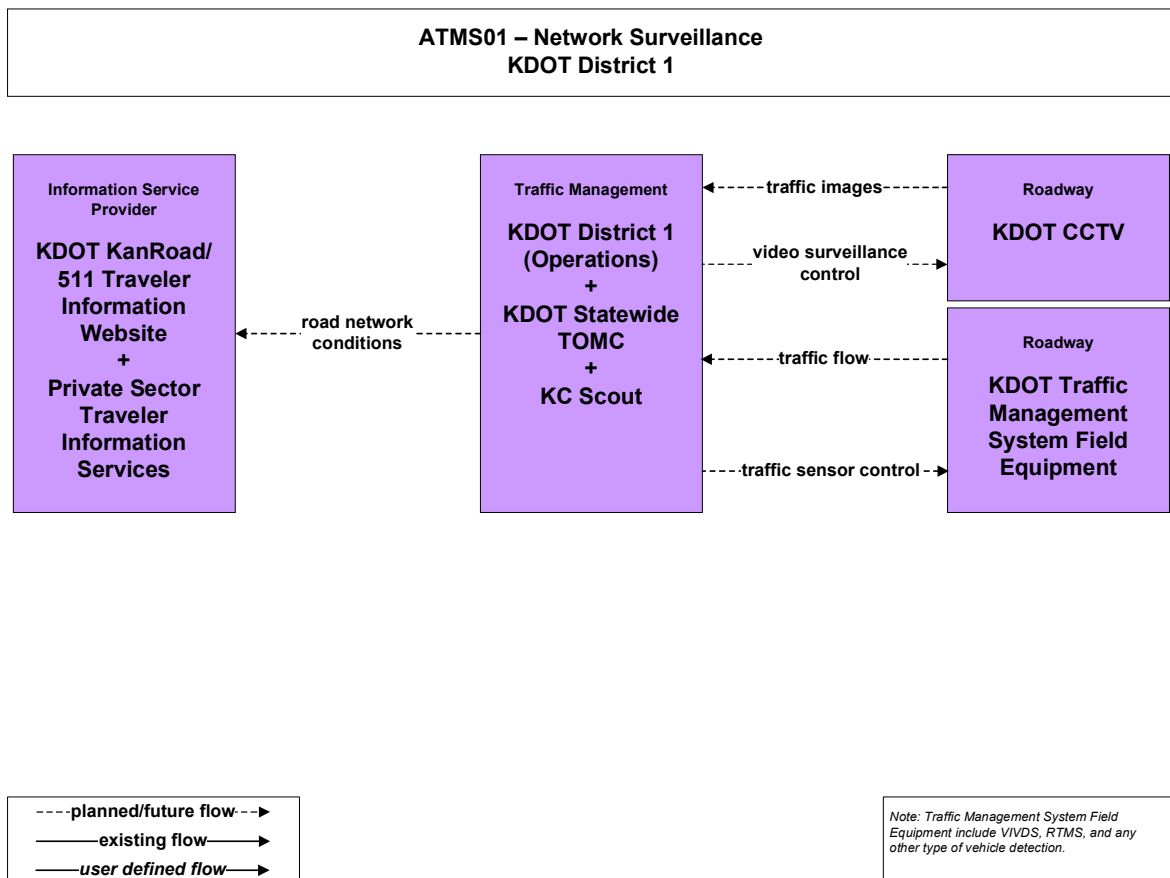 ATMS01 – Network Surveillance
KDOT District 1
Information Service
Provider
KDOT KanRoad/
511 Traveler
Information
Website
+
Private Sector
Traveler
Information
Services
road network
conditions
Traffic Management
KDOT District 1
(Operations)
+
KDOT Statewide
TOMC
+
KC Scout
traffic images
video surveillance
control
traffic flow
traffic sensor control
Roadway
KDOT CCTV
Roadway
KDOT Traffic
Management
System Field
Equipment
planned/future flow
existing flow
user defined flow
Note: Traffic Management System Field
Equipment include VIVDS, RTMS, and any
other type of vehicle detection.